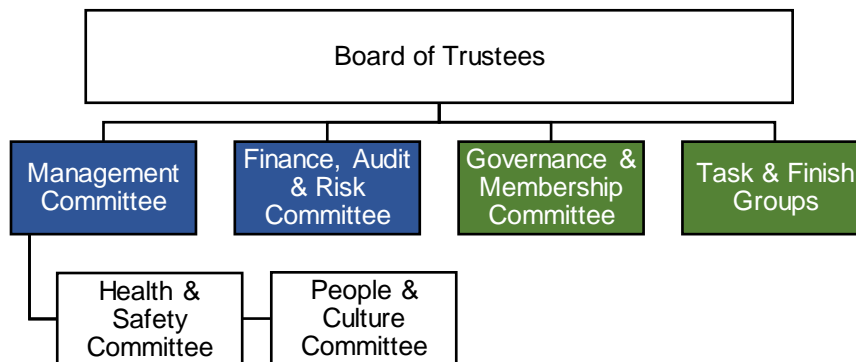 Board of Trustees
Management
Committee
Finance, Audit
& Risk
Committee
Governance &
Membership
Committee
Task & Finish
Groups
Health &
Safety
Committee
People &
Culture
Committee